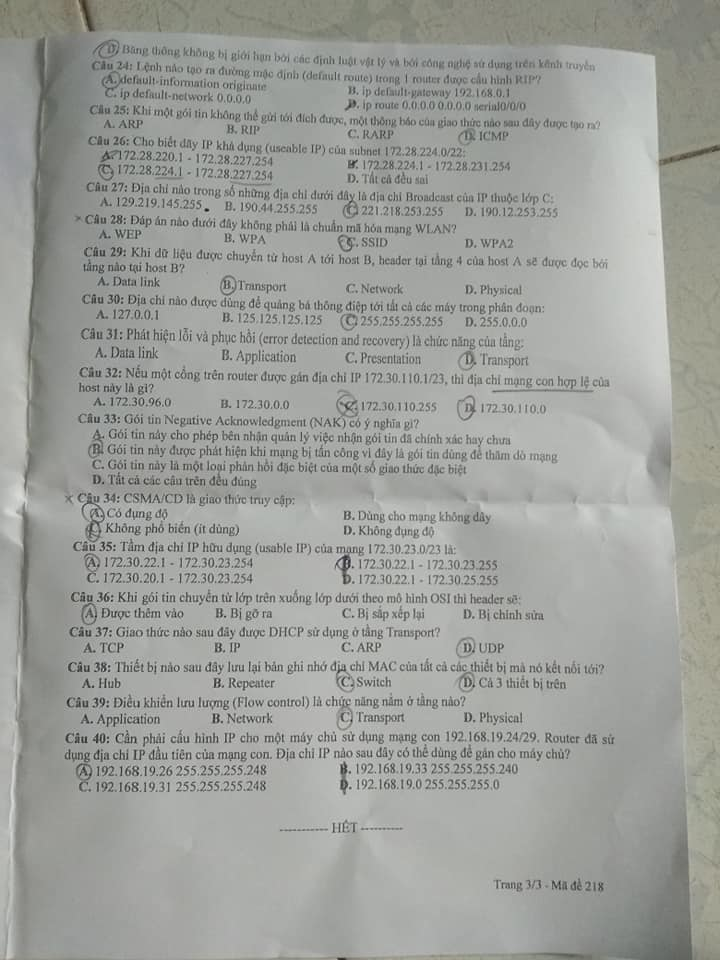 D. Băng thông không bị giới hạn bởi các định luật vật lý và bởi công nghệ sử dụng trên kênh truyền
Câu 24: Lệnh nào tạo ra đường mặc định (default route) trong 1 router được cấu hình RIP?
A. default-information originate B. ip default-gateway 192.168.0.1
C. ip default-network 0.0.0.0 D. ip route 0.0.0.0 0.0.0.0 serial0/0/0
Câu 25: Khi một gói tin không thể gửi tới đích được, một thông báo của giao thức nào sau đây được tạo ra?
A. ARP B. RIP C. RARP D. ICMP
Câu 26: Cho biết dãy IP khả dụng (useable IP) của subnet 172.28.224.0/22:
A. 172.28.220.1 - 172.28.227.254 B. 172.28.224.1 - 172.28.231.254
C. 172.28.224.1 - 172.28.227.254 D. Tất cả đều sai
Câu 27: Địa chỉ nào trong số những địa chỉ dưới đây là địa chỉ Broadcast của IP thuộc lớp C:
A. 129.219.145.255 B. 190.44.255.255 C. 221.218.253.255 D. 190.12.253.255
Câu 28: Đáp án nào dưới đây không phải là chuẩn mã hóa mạng WLAN?
A. WEP B. WPA C. SSID D. WPA2
Câu 29: Khi dữ liệu được chuyển từ host A tới host B, header tại tầng 4 của host A sẽ được đọc bởi
tầng nào tại host B?
A. Data link B. Transport C. Network D. Physical
Câu 30: Địa chỉ nào được dùng để quảng bá thông điệp tới tất cả các máy trong phân đoạn:
A. 127.0.0.1 B. 125.125.125.125 C. 255.255.255.255 D. 255.0.0.0
Câu 31: Phát hiện lỗi và phục hồi (error detection and recovery) là chức năng của tầng:
A. Data link B. Application C. Presentation D. Transport
Câu 32: Nếu một cổng trên router được gán địa chỉ IP 172.30.110.1/23, thì địa chỉ mạng con hợp lệ của
host này là gì?
A. 172.30.96.0 B. 172.30.0.0 C. 172.30.110.255 D. 172.30.110.0
Câu 33: Gói tin Negative Acknowledgment (NAK) có ý nghĩa gì?
A. Gói tin này cho phép bên nhận quản lý việc nhận gói tin đã chính xác hay chưa
B. Gói tin này được phát hiện khi mạng bị tấn công vì đây là gói tin dùng để thăm dò mạng
C. Gói tin này là một loại phản hồi đặc biệt của một số giao thức đặc biệt
D. Tất cả các câu trên đều đúng
Câu 34: CSMA/CD là giao thức truy cập:
A. Có đụng độ B. Dùng cho mạng không dây
C. Không phổ biến (ít dùng) D. Không đụng độ
Câu 35: Tầm địa chỉ IP hữu dụng (usable IP) của mạng 172.30.23.0/23 là:
A. 172.30.22.1 - 172.30.23.254 B. 172.30.22.1 - 172.30.23.255
C. 172.30.20.1 - 172.30.23.254 D. 172.30.22.1 - 172.30.25.255
Câu 36: Khi gói tin chuyển từ lớp trên xuống lớp dưới theo mô hình OSI thì header sẽ:
A. Được thêm vào B. Bị gỡ ra C. Bị sắp xếp lại D. Bị chỉnh sửa
Câu 37: Giao thức nào sau đây được DHCP sử dụng ở tầng Transport?
A. TCP B. IP C. ARP D. UDP
Câu 38: Thiết bị nào sau đây lưu lại bản ghi nhớ địa chỉ MAC của tất cả các thiết bị mà nó kết nối tới?
A. Hub B. Repeater C. Switch D. Cả 3 thiết bị trên
Câu 39: Điều khiển lưu lượng (Flow control) là chức năng nằm ở tầng nào?
A. Application B. Network C. Transport D. Physical
Câu 40: Cần phải cấu hình IP cho một máy chủ sử dụng mạng con 192.168.19.24/29. Router đã sử
dụng địa chỉ IP đầu tiên của mạng con. Địa chỉ IP nào sau đây có thể dùng để gán cho máy chủ?
A. 192.168.19.26 255.255.255.248 B. 192.168.19.33 255.255.255.240
C. 192.168.19.31 255.255.255.248 D. 192.168.19.0 255.255.255.0
----------- HẾT ----------
Trang 3/3 - Mã đề 218